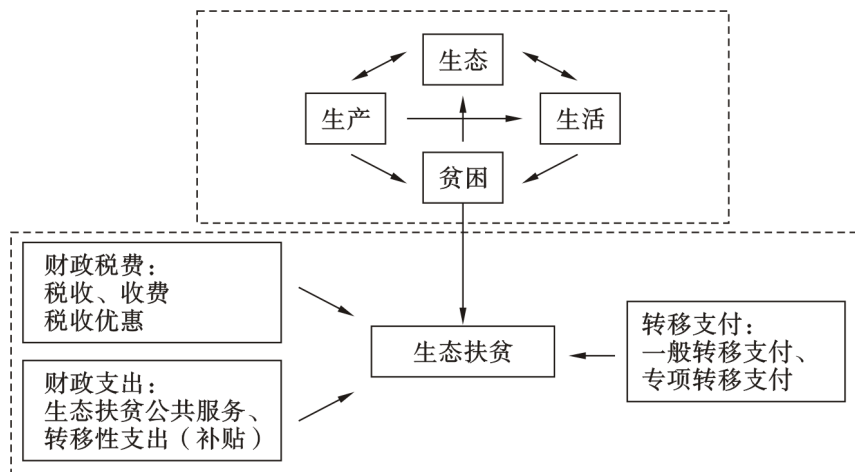 生态
生产
生活
贫困
财政税费：
税收、收费
税收优惠
生态扶贫
转移支付：
一般转移支付、
专项转移支付
财政支出：
生态扶贫公共服务、
转移性支出（补贴）